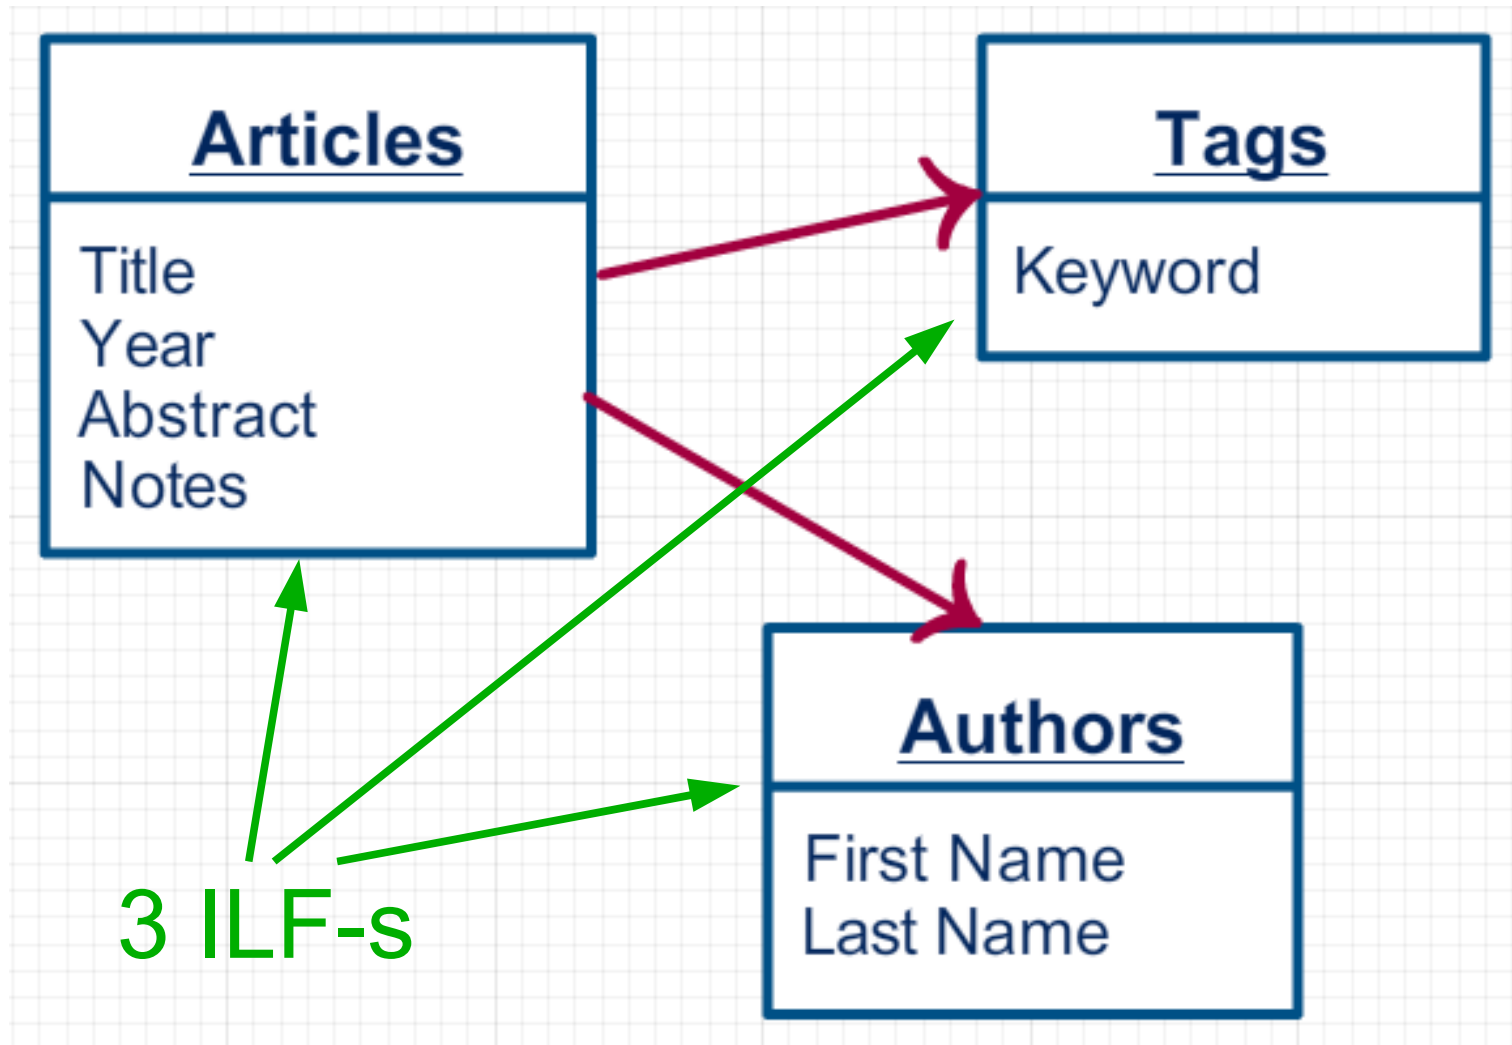 Articles
Title
Year
Abstract
Notes
Tags
Keyword
Authors
First Name
Last Name
3 ILF-s